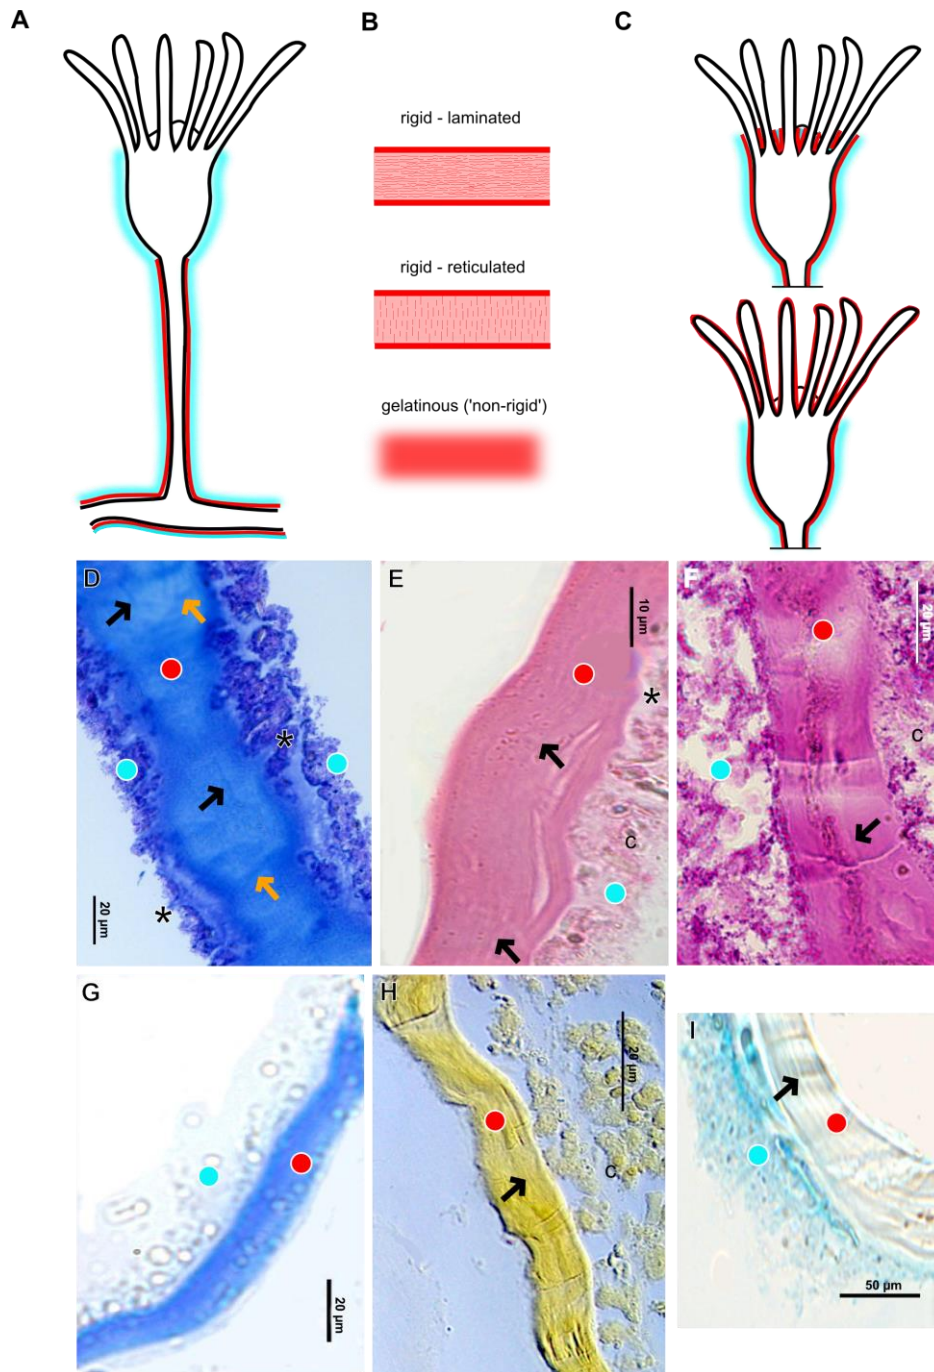 A
B
C
rigid - laminated
rigid - reticulated
gelatinous ('non-rigid')
D
*
*
20 µm
E
10 µm
*
C
F
20 µm
C
G
20 µm
H
20 µm
C
I
50 µm